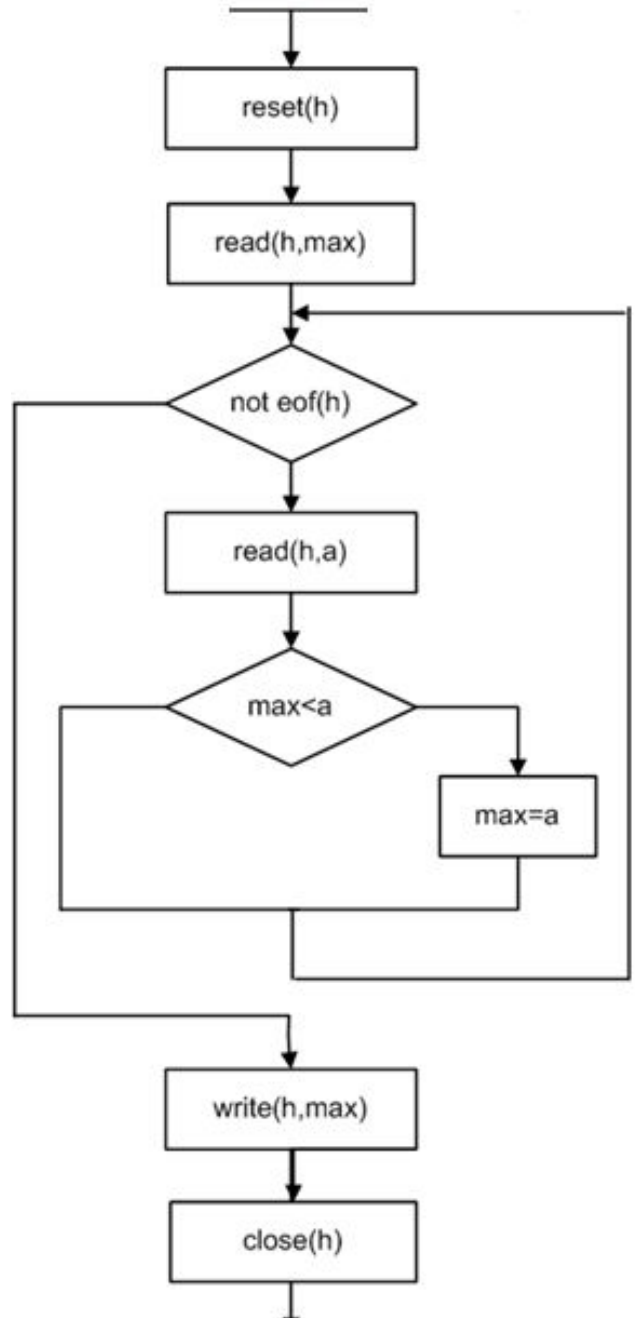 reset(h)
read(h,max)
not eof(h)
read(h,a)
max<a
max=a
write(h,max)
close(h)